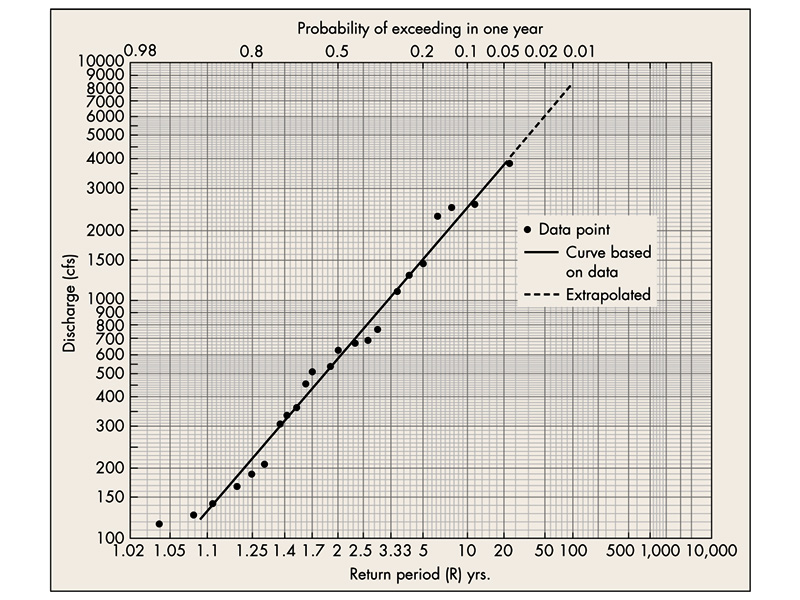 Probability of exceeding in one year
0.98 0.8 0.5 0.2 0.1 0.05 0.02 0.01
10000
9000
8000
7000
6000
5000
4000
3000
2000
1500
1000
900
800
700
600
500
400
300
200
150
100
Discharge (cfs)
Data point
Curve based
on data
Extrapolated
1.02 1.05 1.1 1.25 1.4 1.7 2 2.5 3.33 5 10 20 50 100 500 1,000 10,000
Return period (R) yrs.